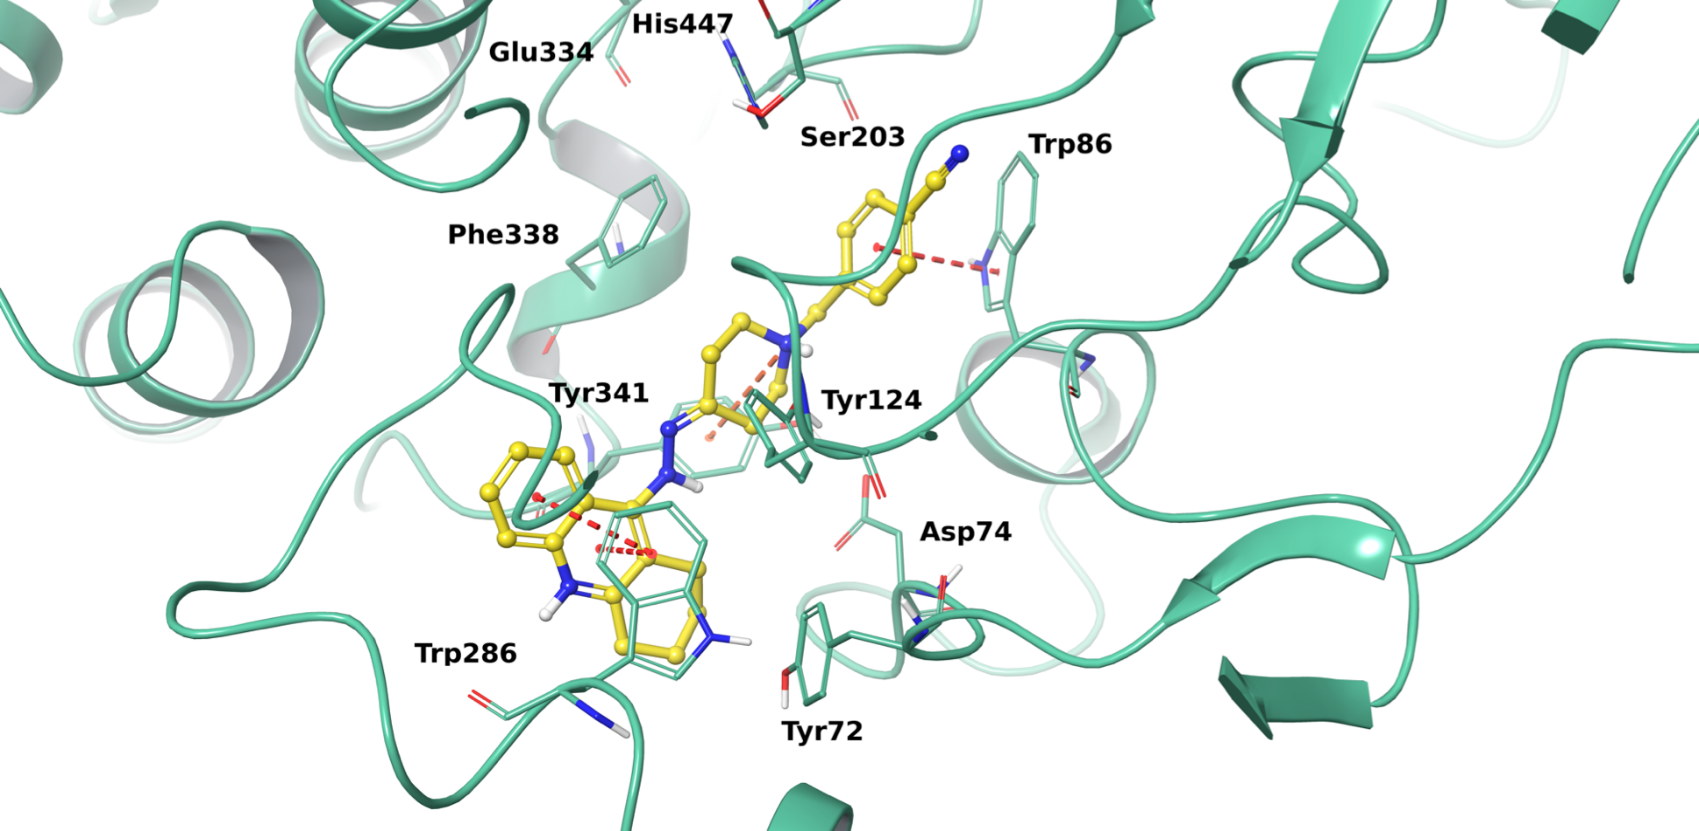 His447
Glu334
Ser203
Trp86
Phe338
Tyr341
Tyr124
Asp74
Trp286
Tyr72